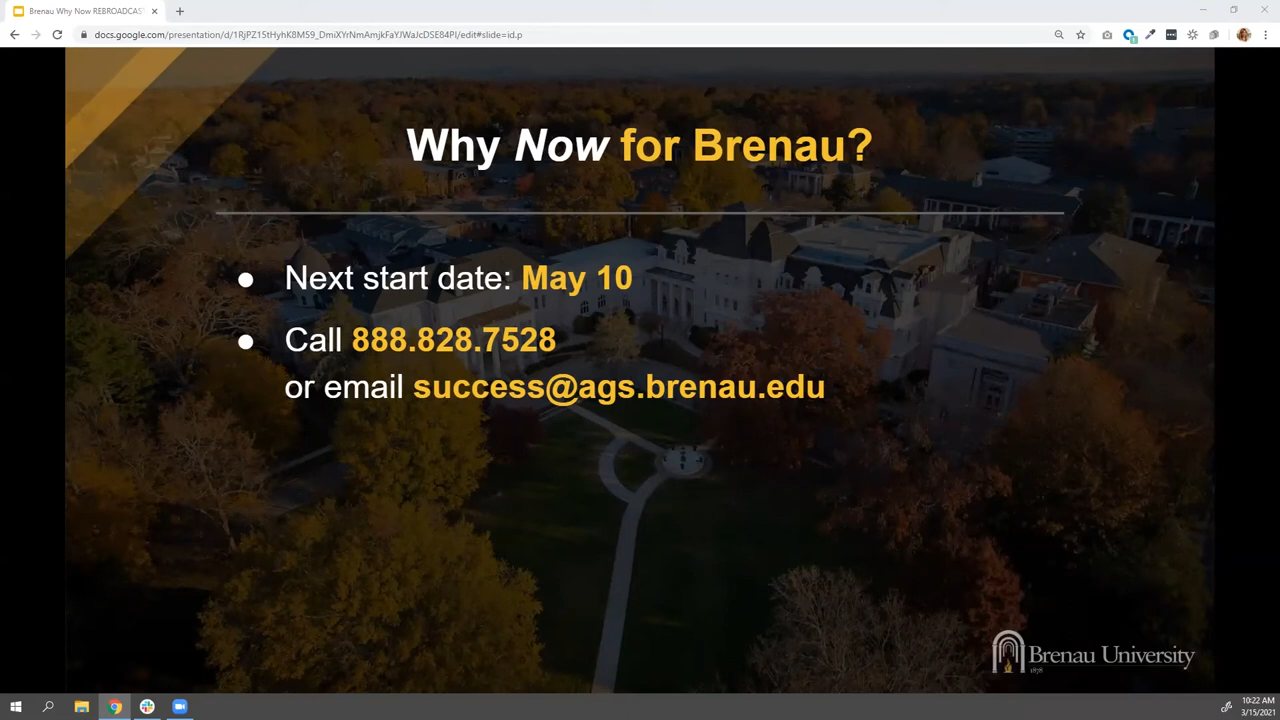 Brenau Why Now REBROADCAS
docs.google.com/presentation/d/1RjPZ15tHyhK8M59_DmiXYrNmAmjkFaYJWaJcDSE84PI/edit#slide=id.p
Why Now for Brenau?
● Next start date: May 10
● Call 888.828.7528
or email success@ags.brenau.edu
Brenau University
1878
10:22 AM
3/15/2021